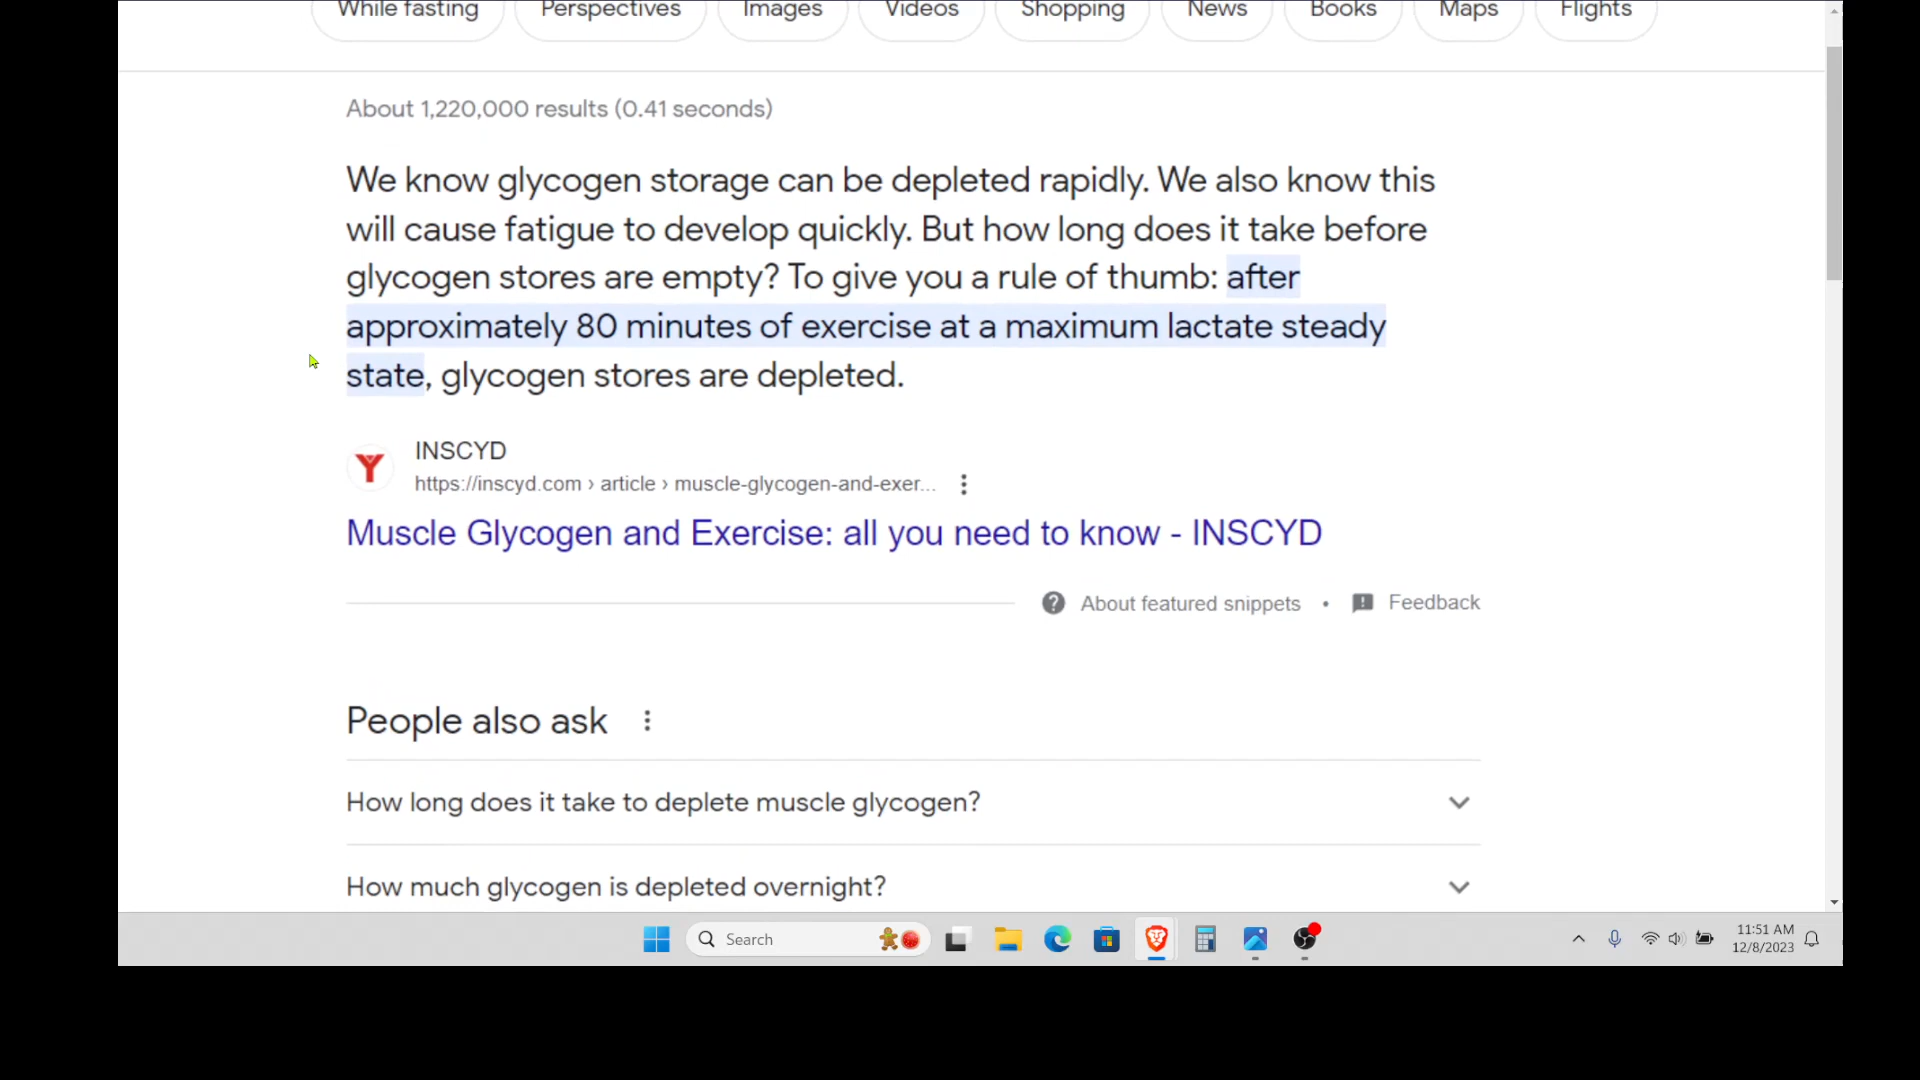 While fasting
Perspectives
Images
Videos
Shopping
News
Books
Maps
Flights
About 1,220,000 results (0.41 seconds)
We know glycogen storage can be depleted rapidly. We also know this
will cause fatigue to develop quickly. But how long does it take before
glycogen stores are empty? To give you a rule of thumb: after
approximately 80 minutes of exercise at a maximum lactate steady
state, glycogen stores are depleted.
INSCYD
https://inscyd.com › article › muscle-glycogen-and-exer...
Muscle Glycogen and Exercise: all you need to know - INSCYD
About featured snippets • Feedback
People also ask
How long does it take to deplete muscle glycogen?
How much glycogen is depleted overnight?
Search
11:51 AM
12/8/2023